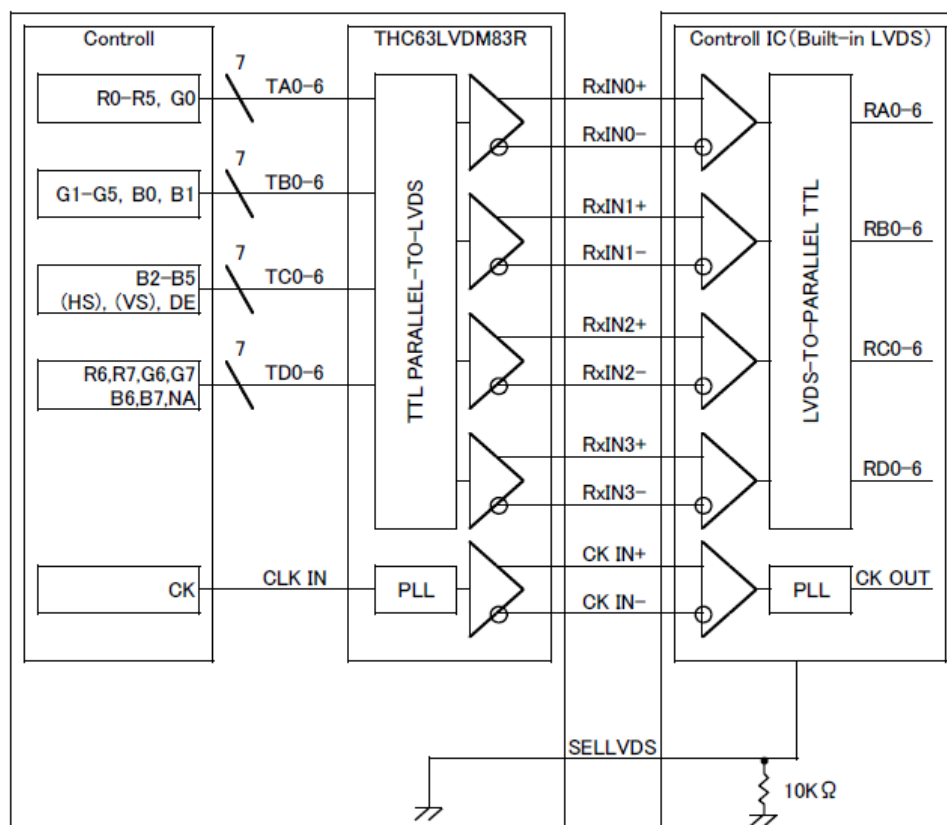 Controll
THC63LVDM83R
Controll IC(Built-in LVDS)
7
R0-R5, G0
TA0-6
RxIN0+
RxIN0-
RA0-6
7
G1-G5, B0, B1
TB0-6
RxIN1+
RxIN1-
RB0-6
7
B2-B5
(HS), (VS), DE
TC0-6
RxIN2+
RxIN2-
RC0-6
7
R6,R7,G6,G7
B6,B7,NA
TD0-6
RxIN3+
RxIN3-
RD0-6
TTL PARALLEL-TO-LVDS
LVDS-TO-PARALLEL TTL
CK
CLK IN
PLL
CK IN+
CK IN-
PLL
CK OUT
SELLVDS
10KΩ